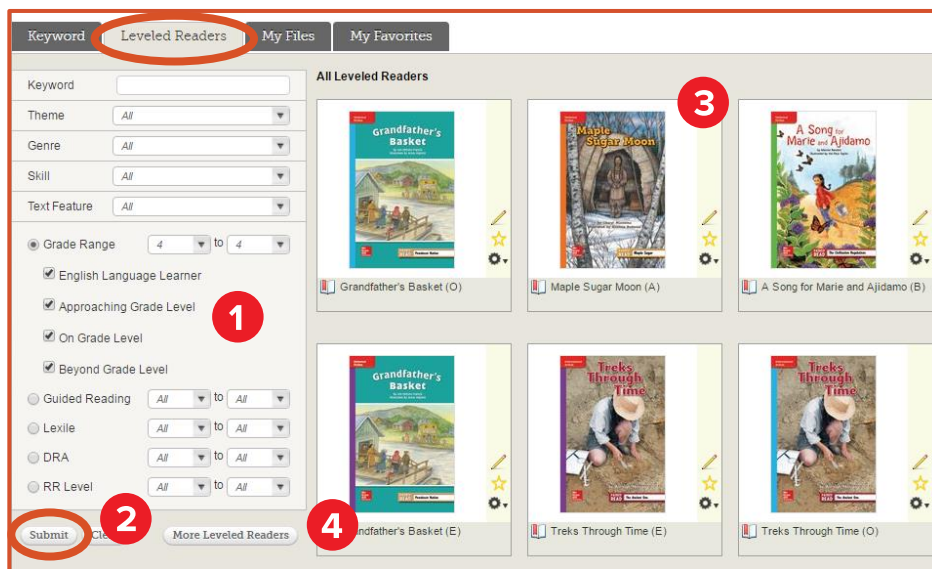 Keyword
Leveled Readers
My Files
My Favorites
Keyword
Theme All
Genre All
Skill All
Text Feature All
Grade Range 4 to 4
English Language Learner
Approaching Grade Level
1
On Grade Level
Beyond Grade Level
Guided Reading All to All
Lexile All to All
DRA All to All
RR Level All to All
2
Submit
More Leveled Readers
4
All Leveled Readers
3
Grandfather's
Basket
Grandfather's Basket (O)
Maple
Sugar Moon
Maple Sugar
Maple Sugar Moon (A)
A Song for
Marie and Ajidamo
A Song for Marie and Ajidamo (B)
Grandfather's
Basket
Grandfather's Basket (E)
Treks
Through
Time
Treks Through Time (E)
Treks
Through
Time
Treks Through Time (O)